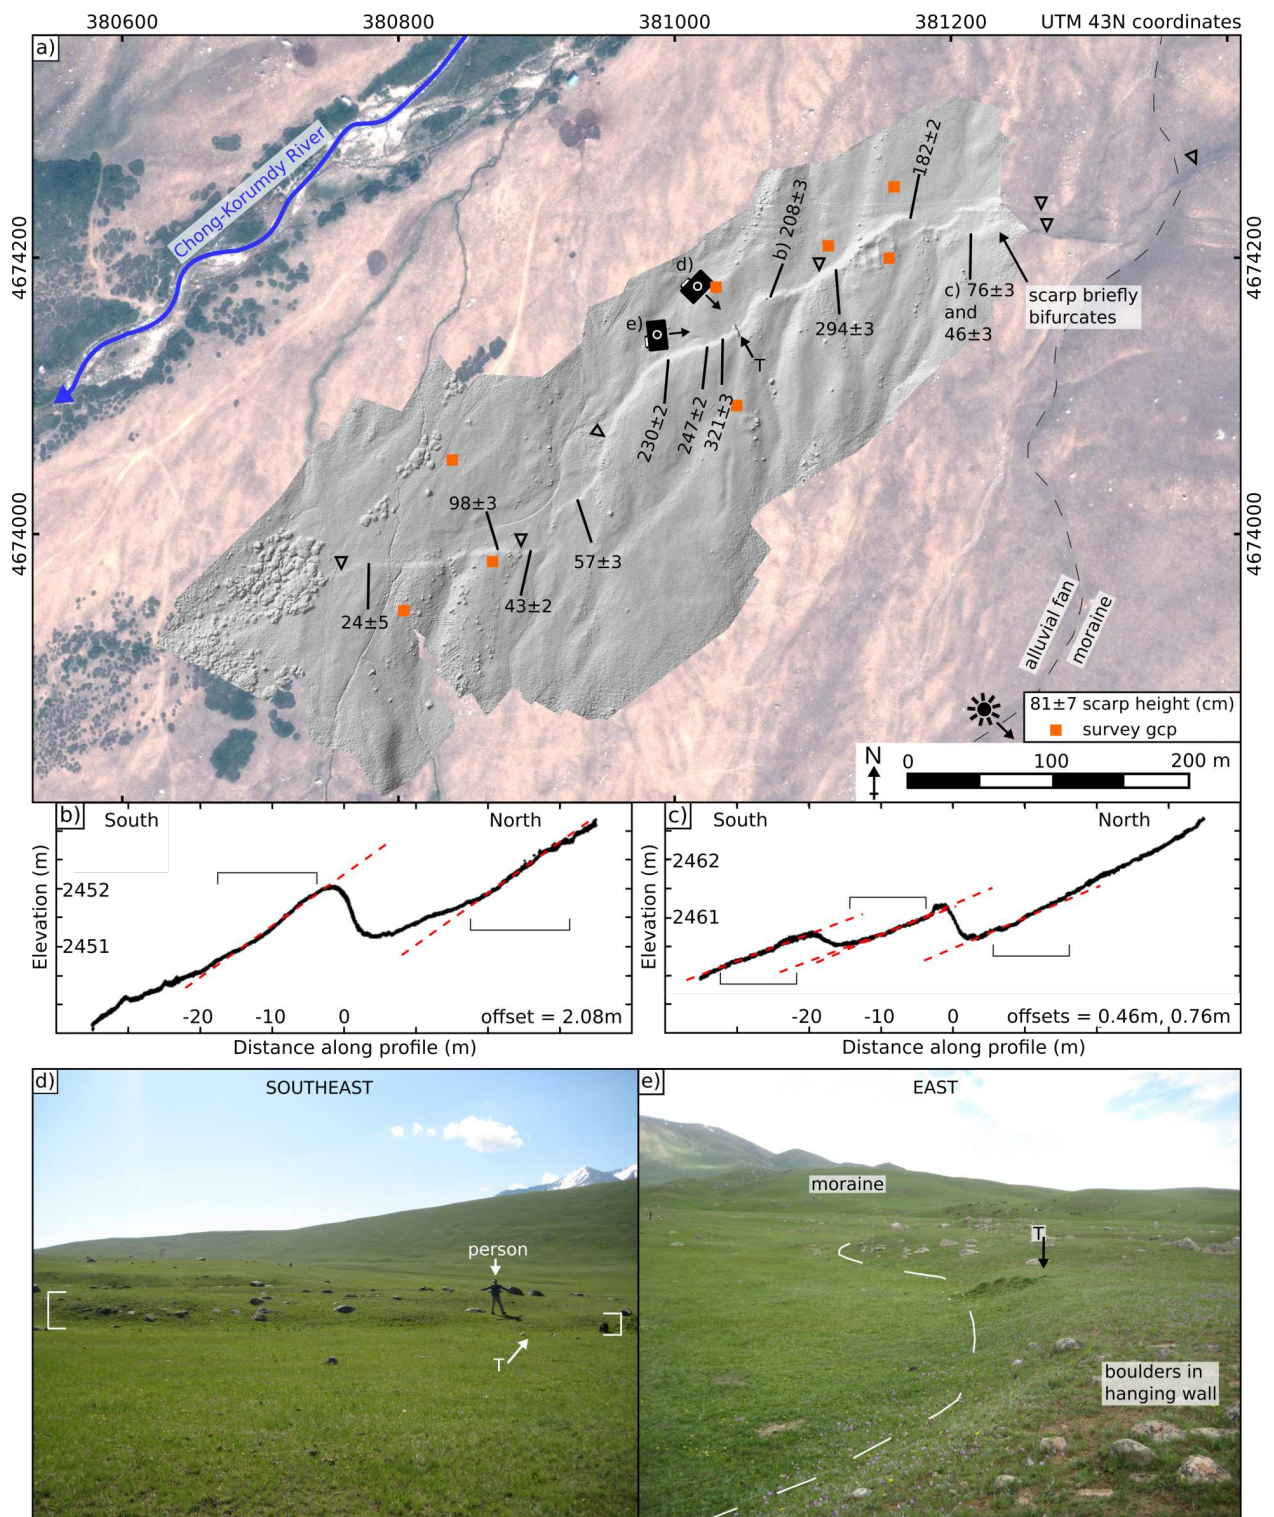 380600
380800
381000
381200
UTM 43N coordinates
a)
Chong-Korumdy River
4674200
4674200
4674000
4674000
182±2
b) 208±3
d)
e)
294±3
c) 76±3
and
46±3
scarp briefly
bifurcates
T
230±2
247±2
321±3
98±3
57±3
43±2
24±5
alluvial fan
moraine
81±7 scarp height (cm)
survey gcp
N
0
100
200 m
b)
South
North
Elevation (m)
2452
2451
-20
-10
0
offset = 2.08m
Distance along profile (m)
c)
South
North
Elevation (m)
2462
2461
-20
-10
0
offsets = 0.46m, 0.76m
Distance along profile (m)
d)
SOUTHEAST
person
T
e)
EAST
moraine
T
boulders in
hanging wall